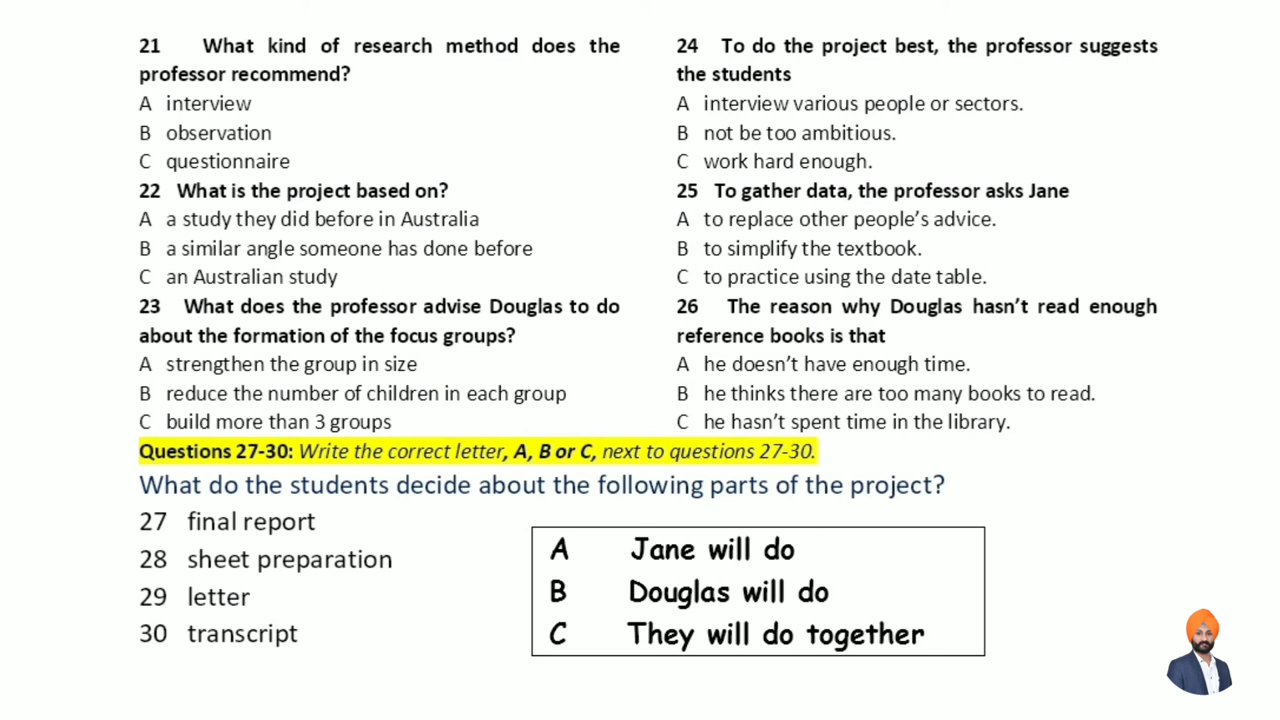 21 What kind of research method does the
professor recommend?
A interview
B observation
C questionnaire
22 What is the project based on?
A a study they did before in Australia
B a similar angle someone has done before
C an Australian study
23 What does the professor advise Douglas to do
about the formation of the focus groups?
A strengthen the group in size
B reduce the number of children in each group
C build more than 3 groups
24 To do the project best, the professor suggests
the students
A interview various people or sectors.
B not be too ambitious.
C work hard enough.
25 To gather data, the professor asks Jane
A to replace other people's advice.
B to simplify the textbook.
C to practice using the date table.
26 The reason why Douglas hasn't read enough
reference books is that
A he doesn't have enough time.
B he thinks there are too many books to read.
C he hasn't spent time in the library.
Questions 27-30: Write the correct letter, A, B or C, next to questions 27-30.
What do the students decide about the following parts of the project?
27 final report
28 sheet preparation
29 letter
30 transcript
A Jane will do
B Douglas will do
C They will do together